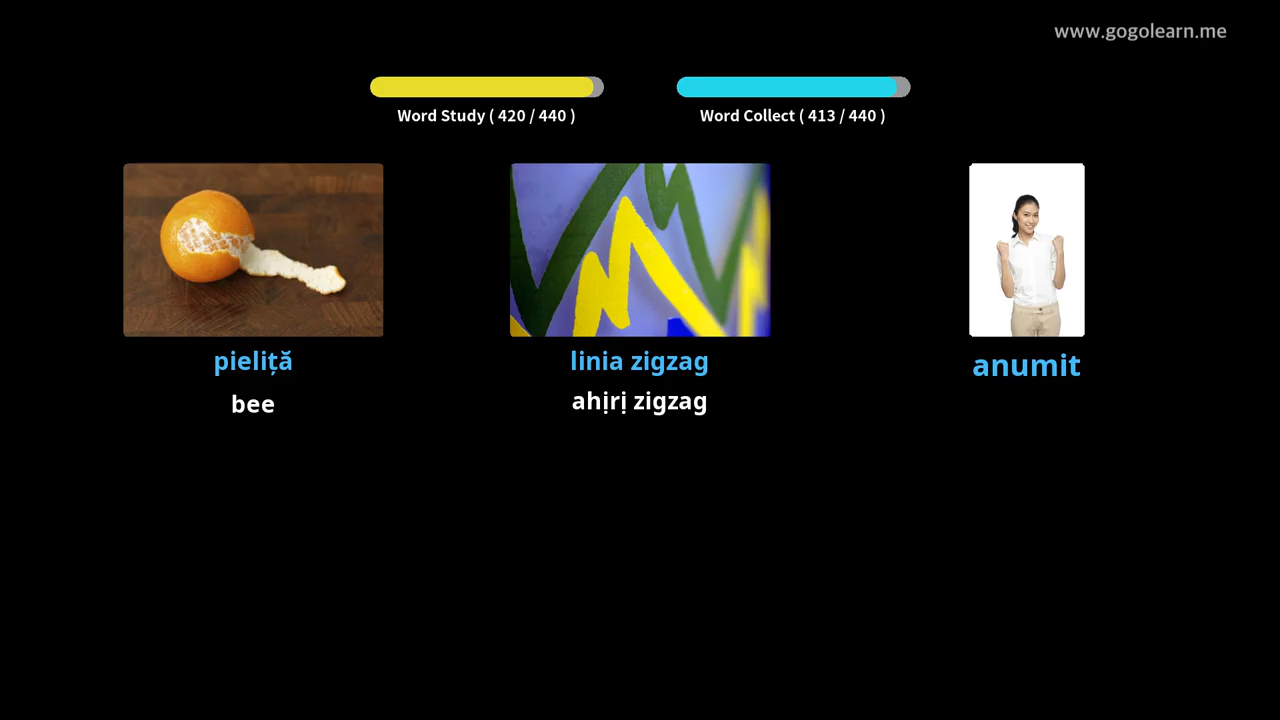 www.gogolearn.me
Word Study ( 420 / 440 )
Word Collect ( 413 / 440 )
pieliță
bee
linia zigzag
ahịrị zigzag
anumit